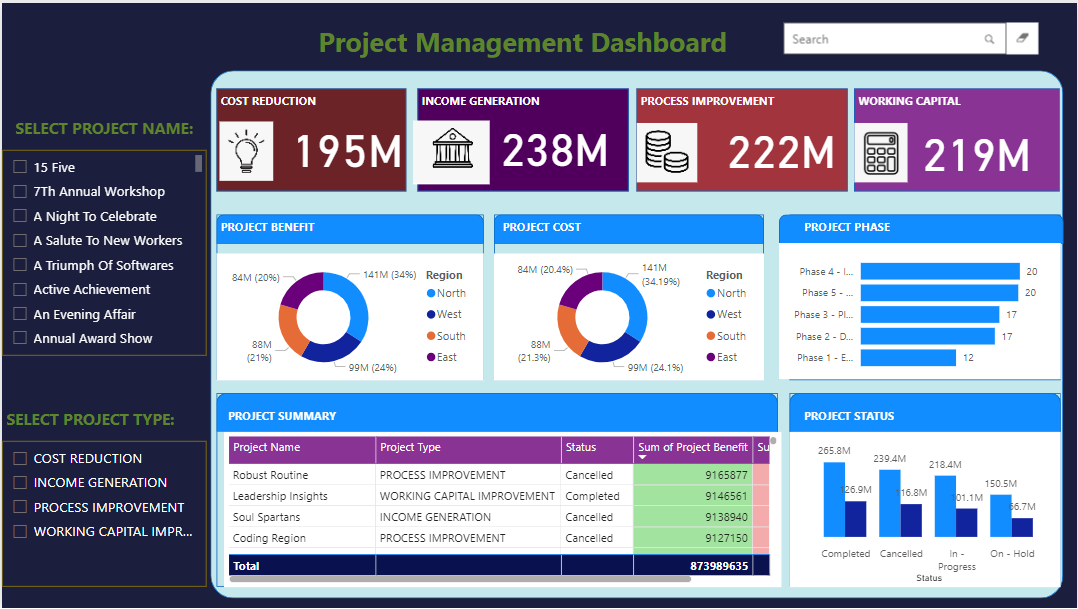 Project Management Dashboard
Search
SELECT PROJECT NAME:
15 Five
7Th Annual Workshop
A Night To Celebrate
A Salute To New Workers
A Triumph Of Softwares
Active Achievement
An Evening Affair
Annual Award Show
SELECT PROJECT TYPE:
COST REDUCTION
INCOME GENERATION
PROCESS IMPROVEMENT
WORKING CAPITAL IMPR...
COST REDUCTION
195M
INCOME GENERATION
238M
PROCESS IMPROVEMENT
222M
WORKING CAPITAL
219M
PROJECT BENEFIT
84M (20%)
141M (34%)
88M
(21%)
99M (24%)
Region
North
West
South
East
PROJECT COST
84M (20.4%)
141M
(34.19%)
88M
(21.3%)
99M (24.1%)
Region
North
West
South
East
PROJECT PHASE
Phase 4 - I... 20
Phase 5 - ... 20
Phase 3 - Pl... 17
Phase 2 - D... 17
Phase 1 - E... 12
PROJECT SUMMARY
Project Name Project Type Status Sum of Project Benefit Su
Robust Routine PROCESS IMPROVEMENT Cancelled 9165877
Leadership Insights WORKING CAPITAL IMPROVEMENT Completed 9146561
Soul Spartans INCOME GENERATION Cancelled 9138940
Coding Region PROCESS IMPROVEMENT Cancelled 9127150
Total 873989635
PROJECT STATUS
265.8M
239.4M
218.4M
150.5M
Completed
Cancelled
In -
Progress
On - Hold
Status